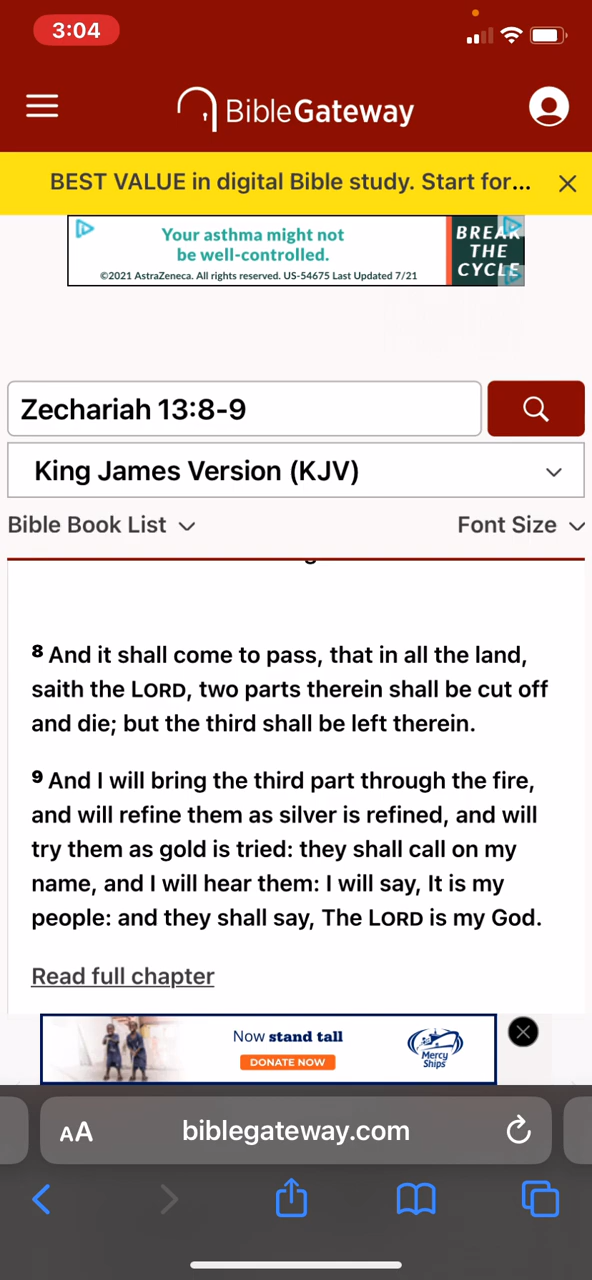 3:04
BibleGateway
BEST VALUE in digital Bible study. Start for...
Your asthma might not
be well-controlled.
©2021 AstraZeneca. All rights reserved. US-54675 Last Updated 7/21
BREAK
THE
CYCLE
Zechariah 13:8-9
King James Version (KJV)
Bible Book List
Font Size
8 And it shall come to pass, that in all the land,
saith the LORD, two parts therein shall be cut off
and die; but the third shall be left therein.
9 And I will bring the third part through the fire,
and will refine them as silver is refined, and will
try them as gold is tried: they shall call on my
name, and I will hear them: I will say, It is my
people: and they shall say, The LORD is my God.
Read full chapter
Now stand tall
DONATE NOW
Mercy
Ships
AA
biblegateway.com